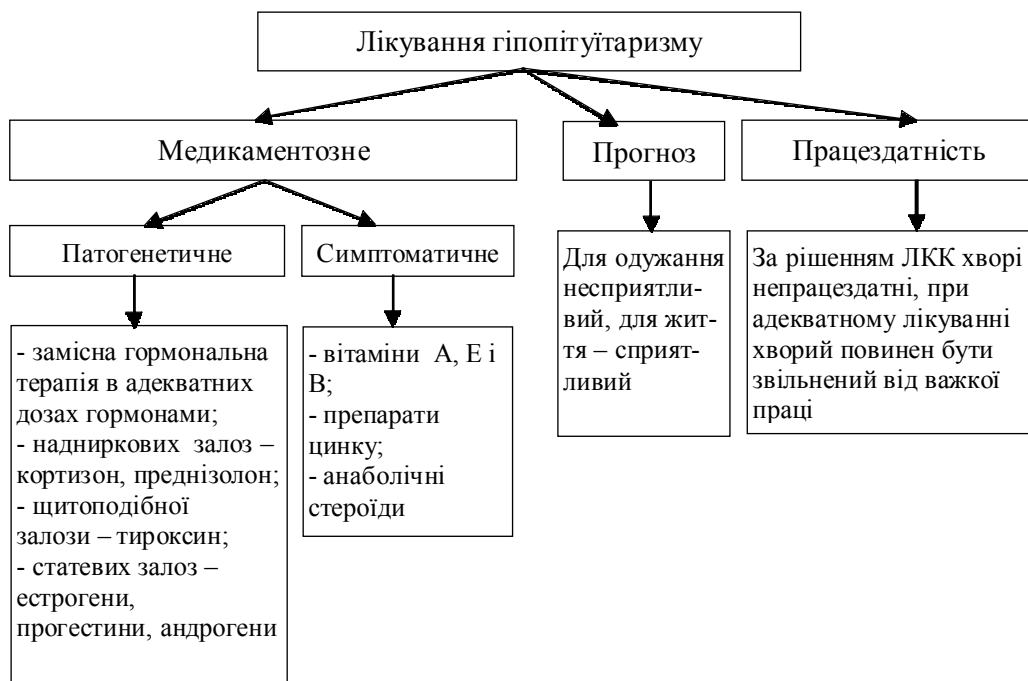 Лікування гіпопітуїтаризму
Медикаментозне
Прогноз
Працездатність
Патогенетичне
Симптоматичне
- замісна гормональна
терапія в адекватних
дозах гормонами;
- надниркових залоз –
кортизон, преднізолон;
- щитоподібної
залози – тироксин;
- статевих залоз –
естрогени,
прогестини, андрогени
- вітаміни А, Е і
В;
- препарати
цинку;
- анаболічні
стероїди
Для одужання
несприятли-
вий, для жит-
тя – сприят-
ливий
За рішенням ЛКК хворі
непрацездатні, при
адекватному лікуванні
хворий повинен бути
звільнений від важкої
праці